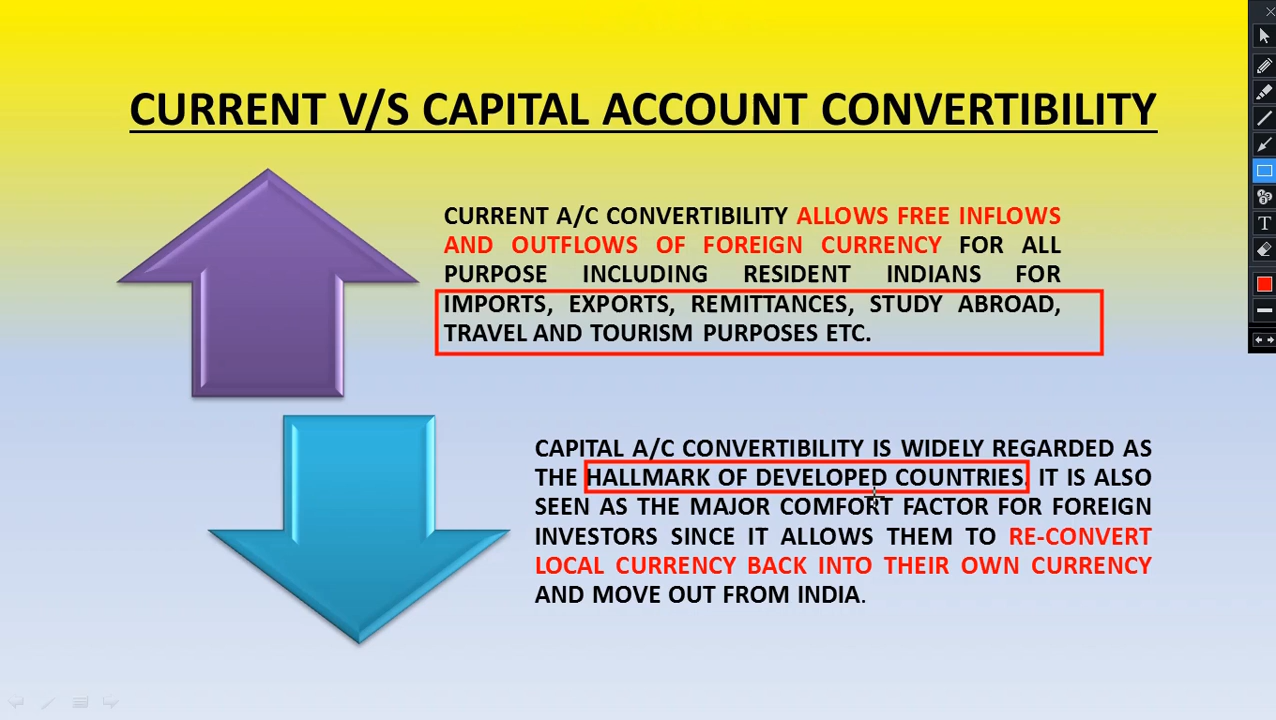 CURRENT V/S CAPITAL ACCOUNT CONVERTIBILITY
CURRENT A/C CONVERTIBILITY ALLOWS FREE INFLOWS
AND OUTFLOWS OF FOREIGN CURRENCY FOR ALL
PURPOSE INCLUDING RESIDENT INDIANS FOR
IMPORTS, EXPORTS, REMITTANCES, STUDY ABROAD,
TRAVEL AND TOURISM PURPOSES ETC.
CAPITAL A/C CONVERTIBILITY IS WIDELY REGARDED AS
THE HALLMARK OF DEVELOPED COUNTRIES. IT IS ALSO
SEEN AS THE MAJOR COMFORT FACTOR FOR FOREIGN
INVESTORS SINCE IT ALLOWS THEM TO RE-CONVERT
LOCAL CURRENCY BACK INTO THEIR OWN CURRENCY
AND MOVE OUT FROM INDIA.